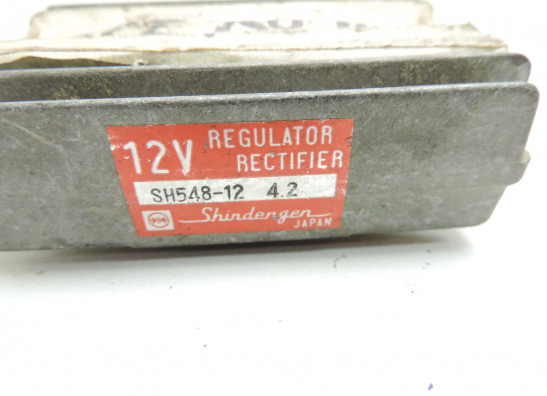 12V REGULATOR
RECTIFIER
SH548-12 4.2
Shindengen
JAPAN